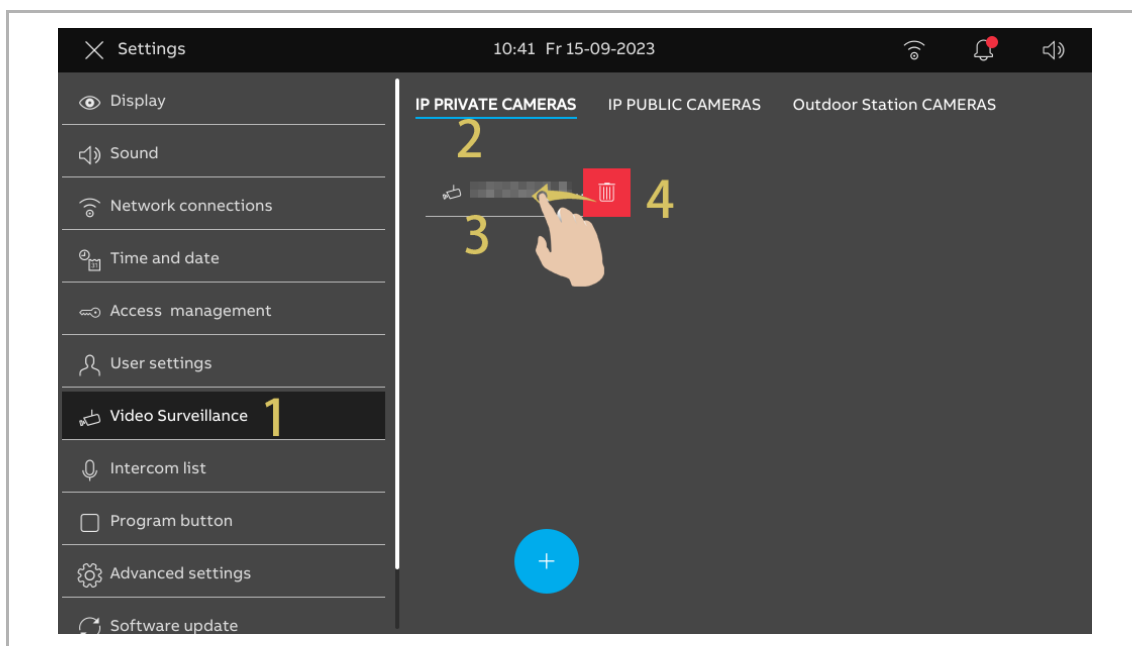 Settings
10:41 Fr 15-09-2023
Display
Sound
Network connections
Time and date
31
Access management
User settings
Video Surveillance
1
Intercom list
Program button
Advanced settings
Software update
IP PRIVATE CAMERAS IP PUBLIC CAMERAS Outdoor Station CAMERAS
2
3
4
+